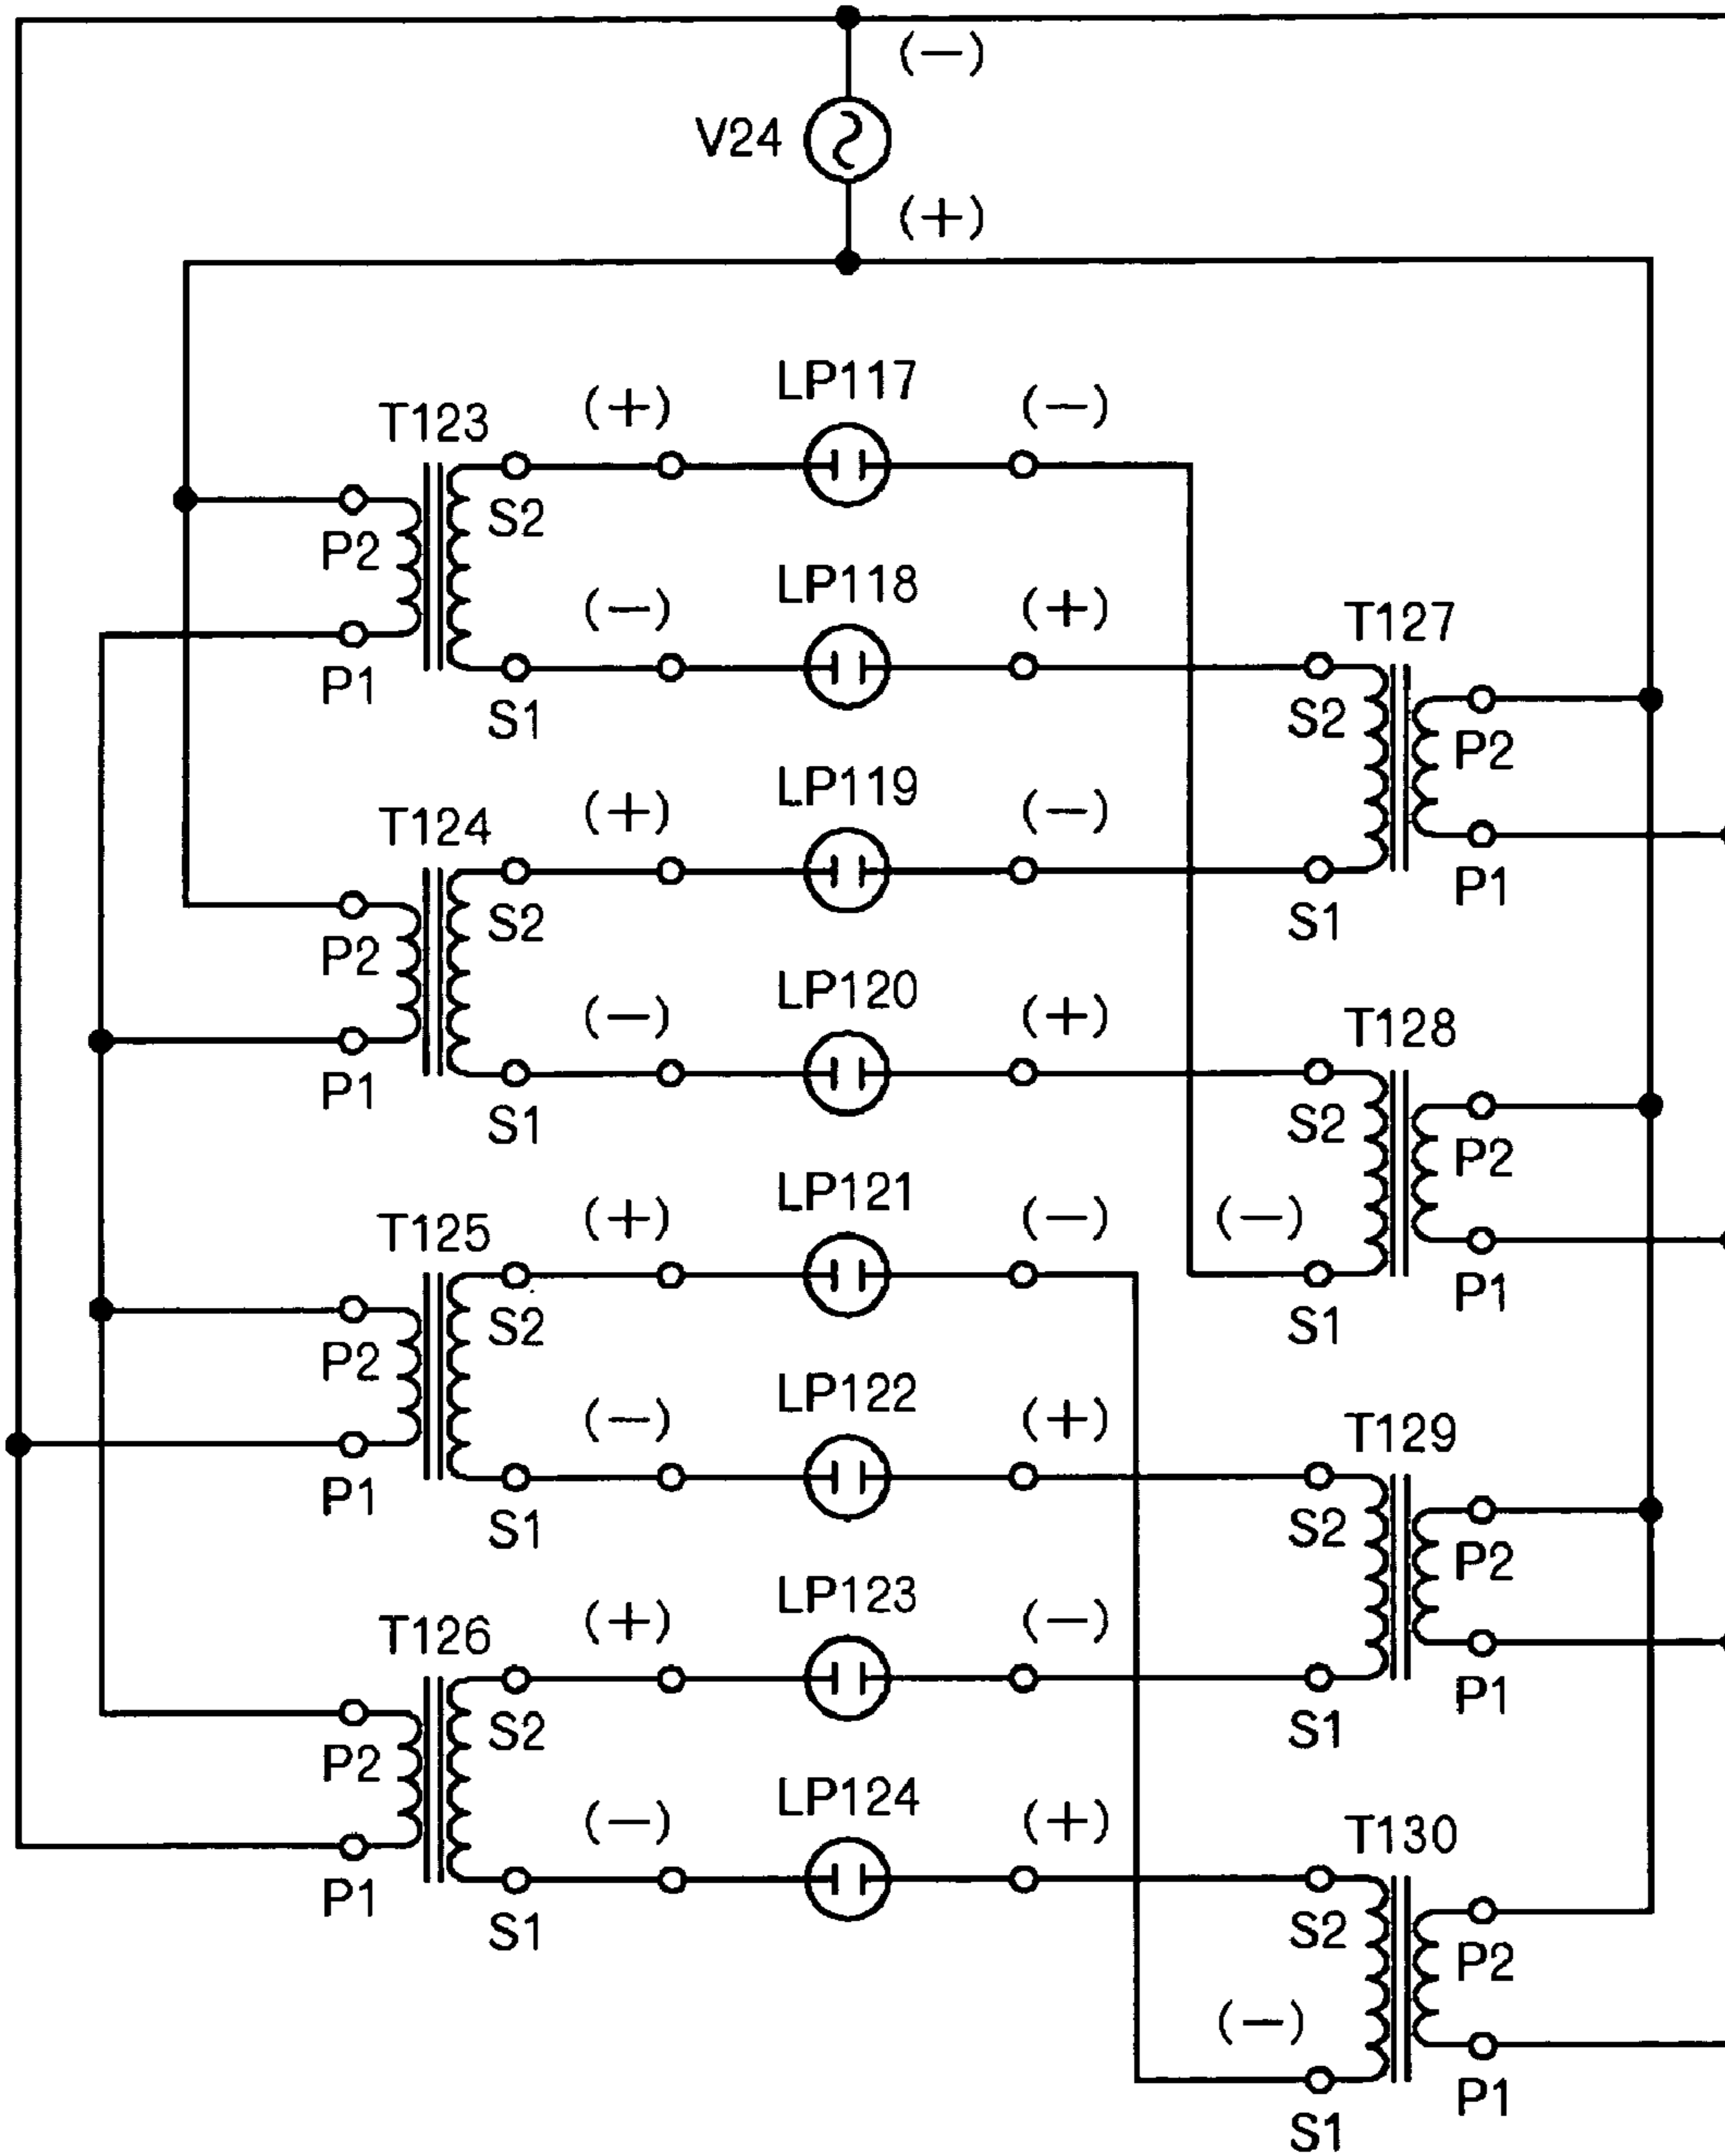 (—)
V24
(+)
LP117
(+) (—)
T123
S2
P2
LP118
(—) (+)
T127
P1
S1
S2
P2
LP119
(+) (—)
T124
P1
S2
S1
P2
LP120
(—) (+)
T128
P1
S1
S2
P2
LP121
(+) (—) (—)
T125
P1
S2
S1
P2
LP122
(—) (+)
T129
P1
S1
S2
P2
LP123
(+) (—)
T126
P1
S2
S1
P2
LP124
(—) (+)
T130
P1
S1
S2
P2
(—)
P1
S1